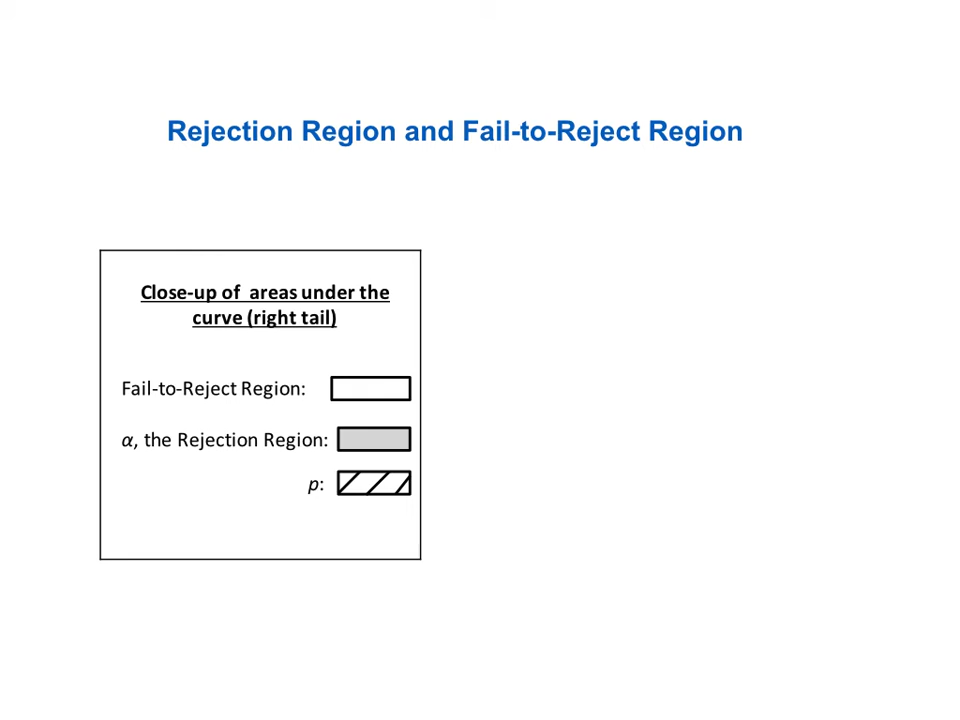 Rejection Region and Fail-to-Reject Region
Close-up of areas under the
curve (right tail)
Fail-to-Reject Region:
α, the Rejection Region:
p: